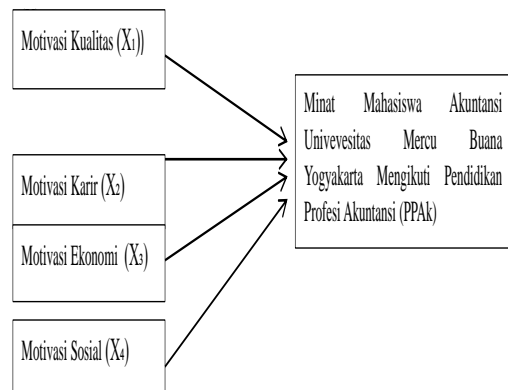 Motivasi Kualitas (X₁))
Motivasi Karir (X₂)
Motivasi Ekonomi (X₃)
Motivasi Sosial (X₄)
Minat Mahasiswa Akuntansi
Univevesitas Mercu Buana
Yogyakarta Mengikuti Pendidikan
Profesi Akuntansi (PPAk)